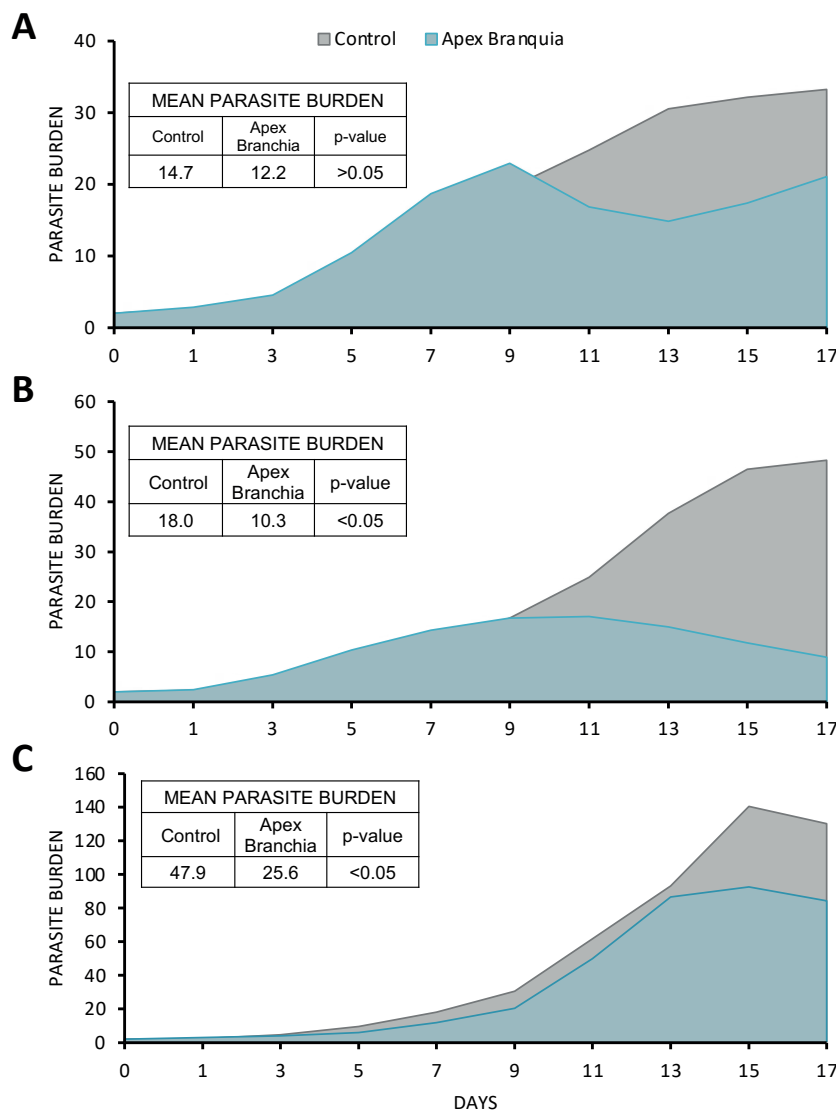 A
Control Apex Branquia
40
30
20
10
0
PARASITE BURDEN
MEAN PARASITE BURDEN
Control Apex Branchia p-value
14.7 12.2 >0.05
0 1 3 5 7 9 11 13 15 17
B
60
50
40
30
20
10
0
PARASITE BURDEN
MEAN PARASITE BURDEN
Control Apex Branchia p-value
18.0 10.3 <0.05
0 1 3 5 7 9 11 13 15 17
C
160
140
120
100
80
60
40
20
0
PARASITE BURDEN
MEAN PARASITE BURDEN
Control Apex Branchia p-value
47.9 25.6 <0.05
0 1 3 5 7 9 11 13 15 17
DAYS